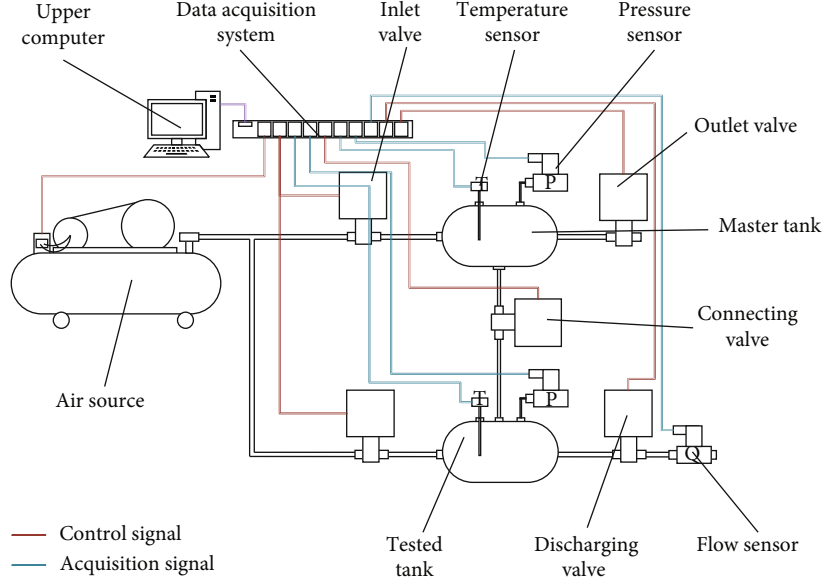 Upper
computer
Data acquisition
system
Inlet
valve
Temperature
sensor
Pressure
sensor
Outlet valve
T
P
Master tank
Connecting
valve
Air source
T
P
Q
Tested
tank
Discharging
valve
Flow sensor
Control signal
Acquisition signal